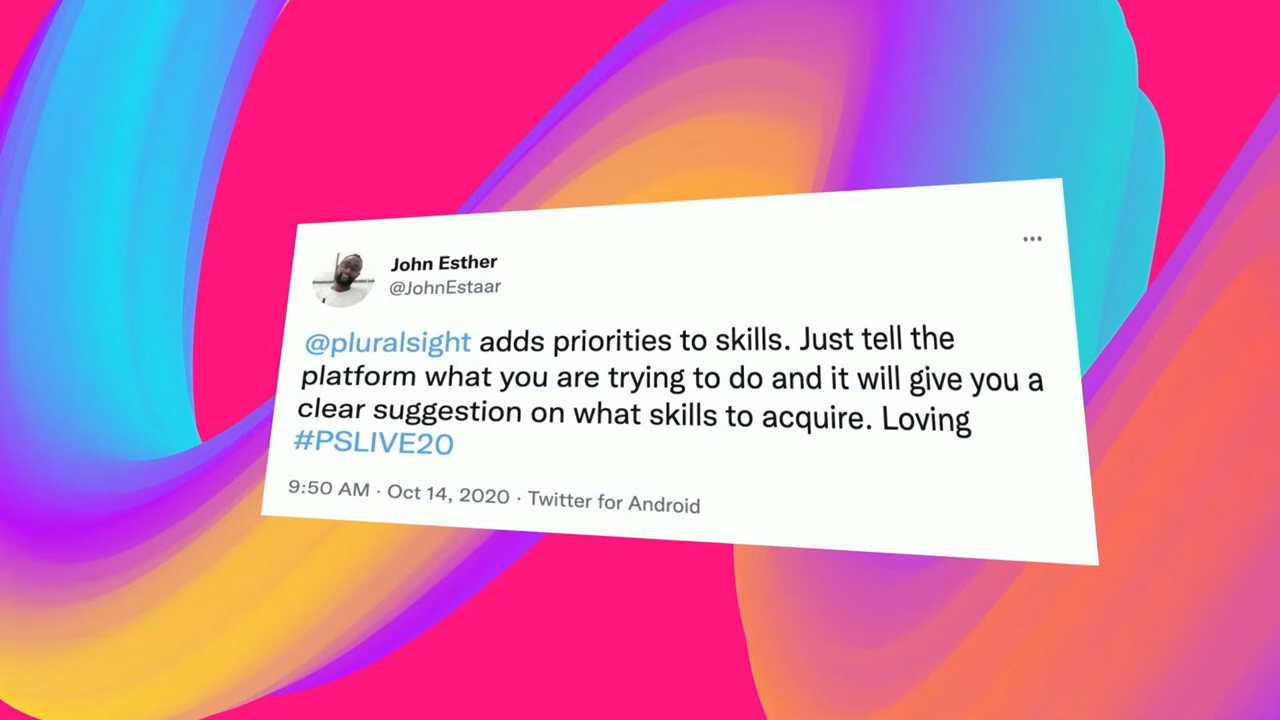 John Esther
@JohnEstaar
@pluralsight adds priorities to skills. Just tell the
platform what you are trying to do and it will give you a
clear suggestion on what skills to acquire. Loving
#PSLIVE20
9:50 AM · Oct 14, 2020 · Twitter for Android